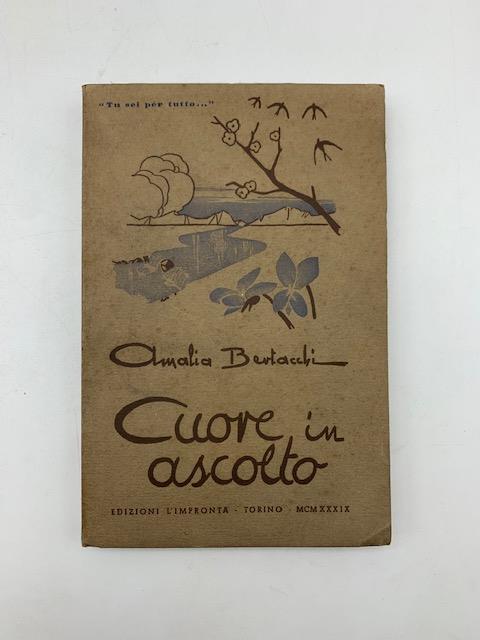 "Tu sei per tutto..."
Amalia Bertacchi
Cuore in
ascolto
EDIZIONI L'IMPRONTA - TORINO - MCMXXXIX